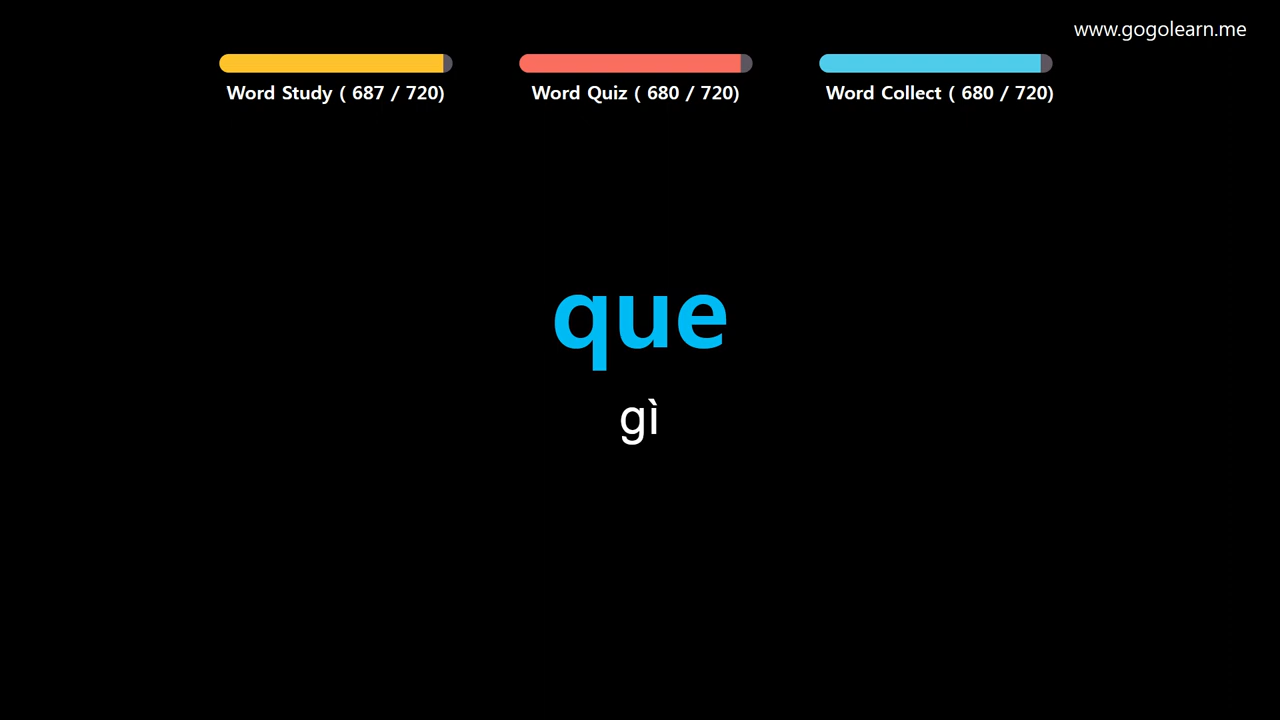 www.gogolearn.me
Word Study ( 687 / 720)
Word Quiz ( 680 / 720)
Word Collect ( 680 / 720)
que
gì